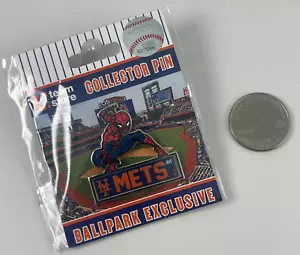 team
store
COLLECTOR PIN
METS
BALLPARK EXCLUSIVE